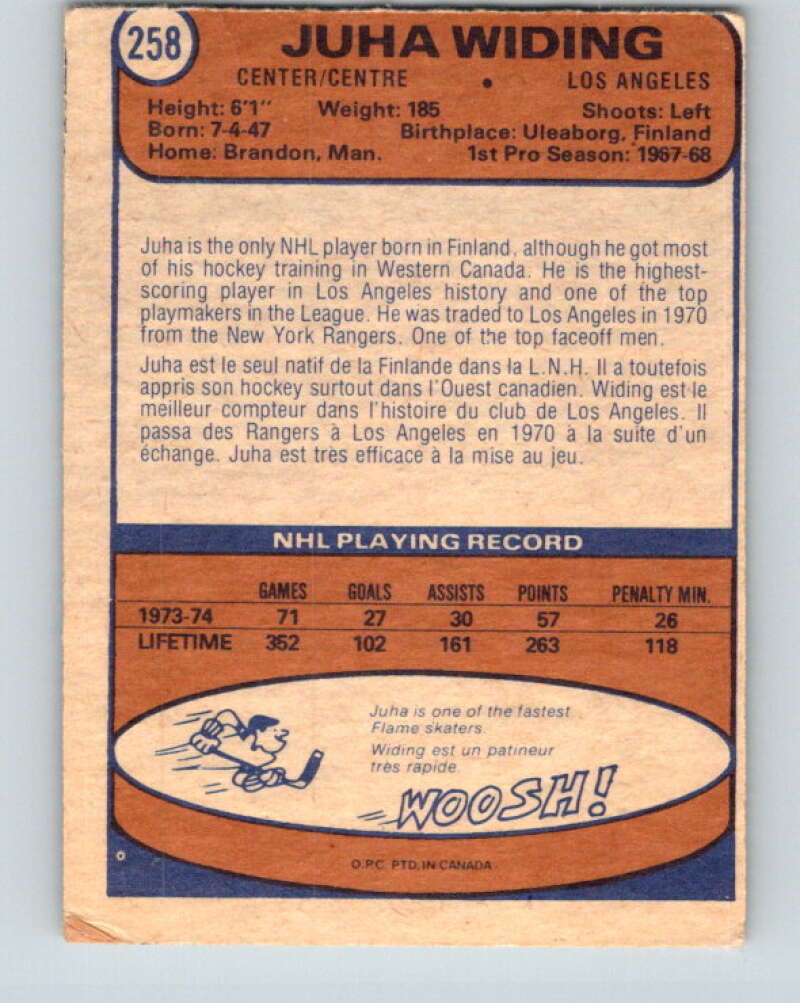 258
JUHA WIDING
CENTER/CENTRE • LOS ANGELES
Height: 6'1" Weight: 185 Shoots: Left
Born: 7-4-47 Birthplace: Uleaborg, Finland
Home: Brandon, Man. 1st Pro Season: 1967-68
Juha is the only NHL player born in Finland, although he got most
of his hockey training in Western Canada. He is the highest-
scoring player in Los Angeles history and one of the top
playmakers in the League. He was traded to Los Angeles in 1970
from the New York Rangers. One of the top faceoff men.
Juha est le seul natif de la Finlande dans la L.N.H. Il a toutefois
appris son hockey surtout dans l'Ouest canadien. Widing est le
meilleur compteur dans l'histoire du club de Los Angeles. Il
passa des Rangers à Los Angeles en 1970 à la suite d'un
échange. Juha est très efficace à la mise au jeu.
NHL PLAYING RECORD
GAMES GOALS ASSISTS POINTS PENALTY MIN.
1973-74 71 27 30 57 26
LIFETIME 352 102 161 263 118
Juha is one of the fastest
Flame skaters.
Widing est un patineur
très rapide.
WOOSH!
O.P.C. PTD. IN CANADA